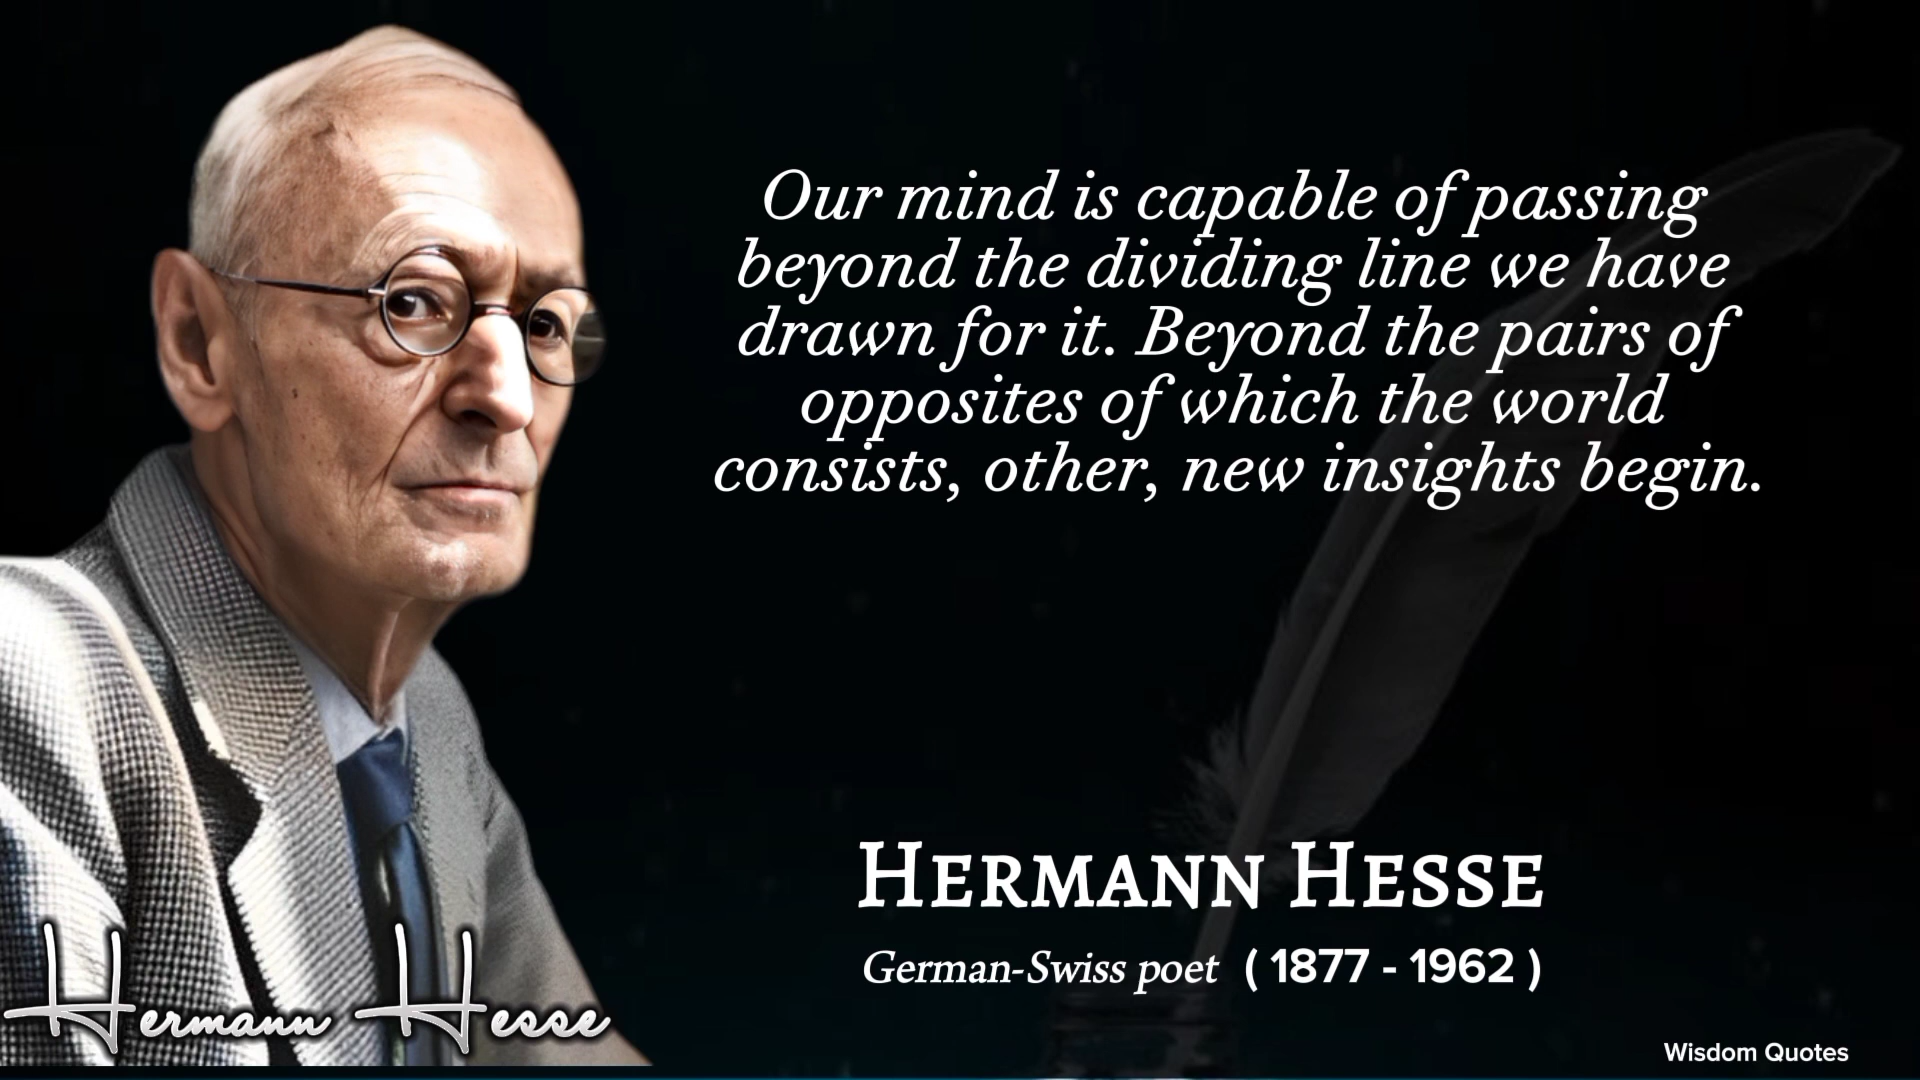 Our mind is capable of passing
beyond the dividing line we have
drawn for it. Beyond the pairs of
opposites of which the world
consists, other, new insights begin.
HERMANN HESSE
German-Swiss poet ( 1877 - 1962 )
Hermann Hesse
Wisdom Quotes